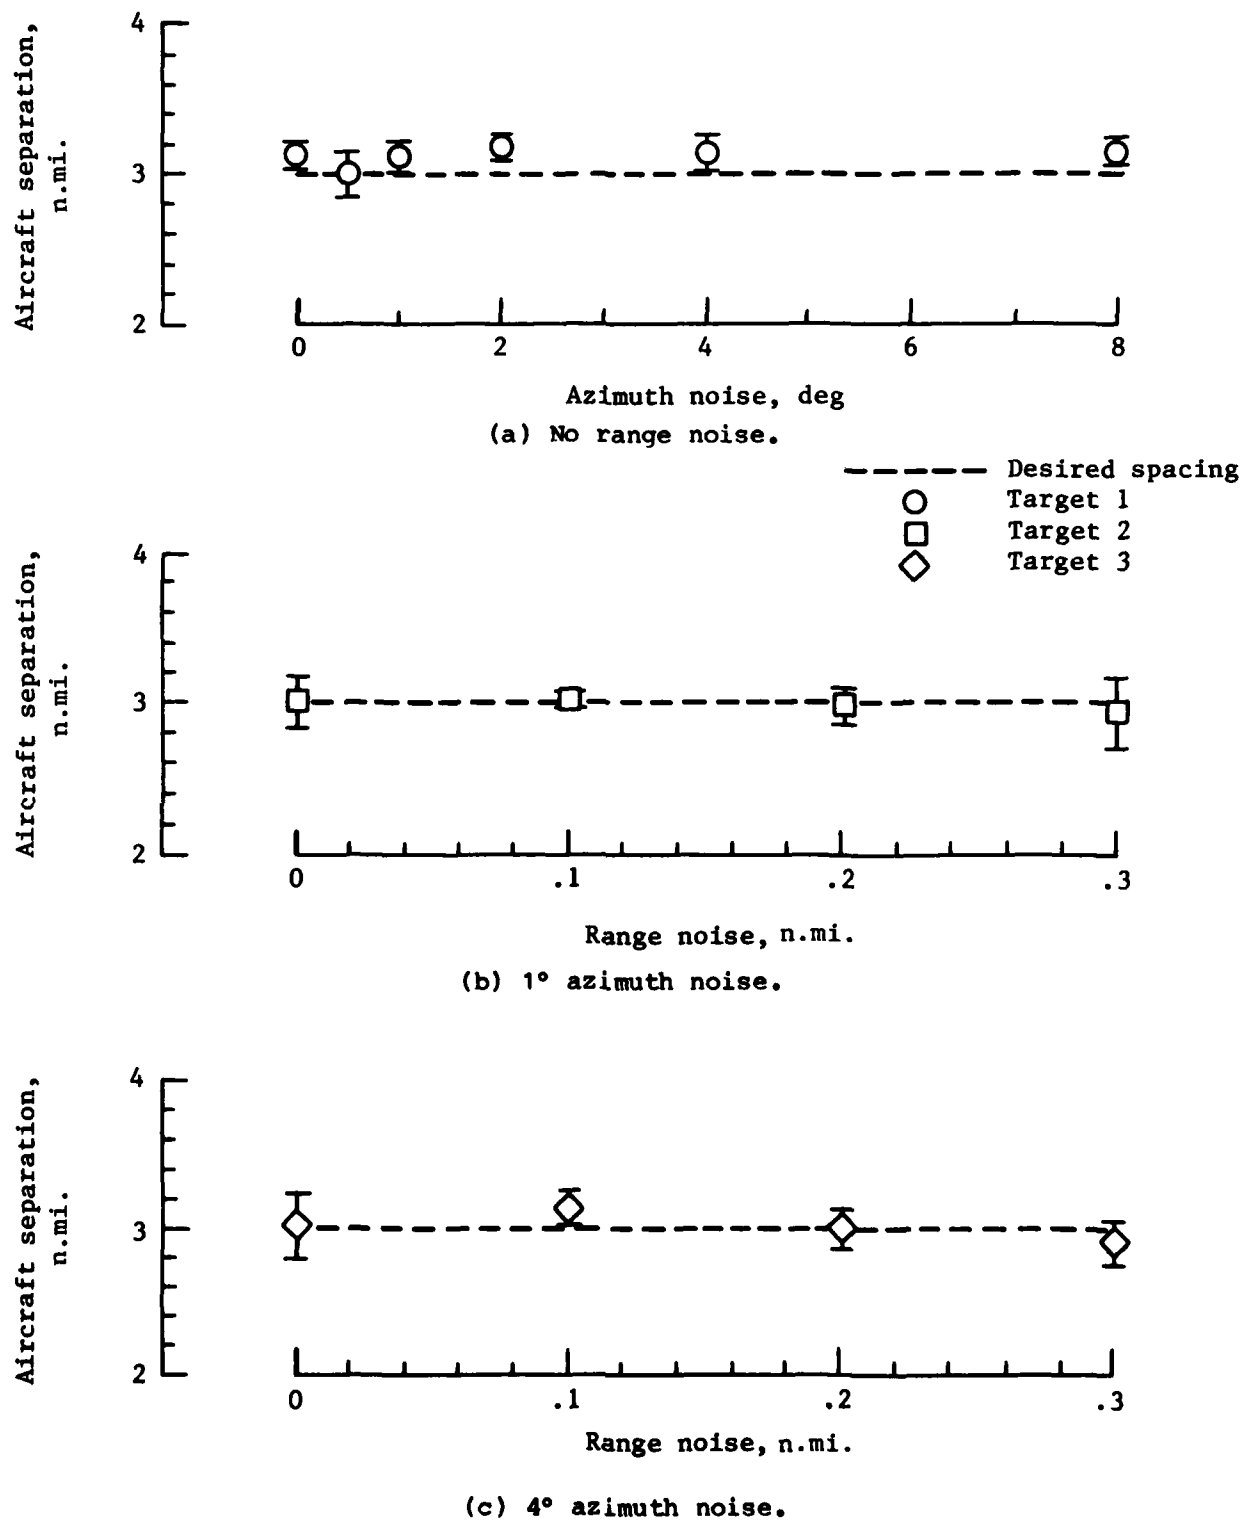 Aircraft separation,
n.mi.
4
3
2
0 2 4 6 8
Azimuth noise, deg
(a) No range noise.
Desired spacing
Target 1
Target 2
Target 3
Aircraft separation,
n.mi.
4
3
2
0 .1 .2 .3
Range noise, n.mi.
(b) 1° azimuth noise.
Aircraft separation,
n.mi.
4
3
2
0 .1 .2 .3
Range noise, n.mi.
(c) 4° azimuth noise.